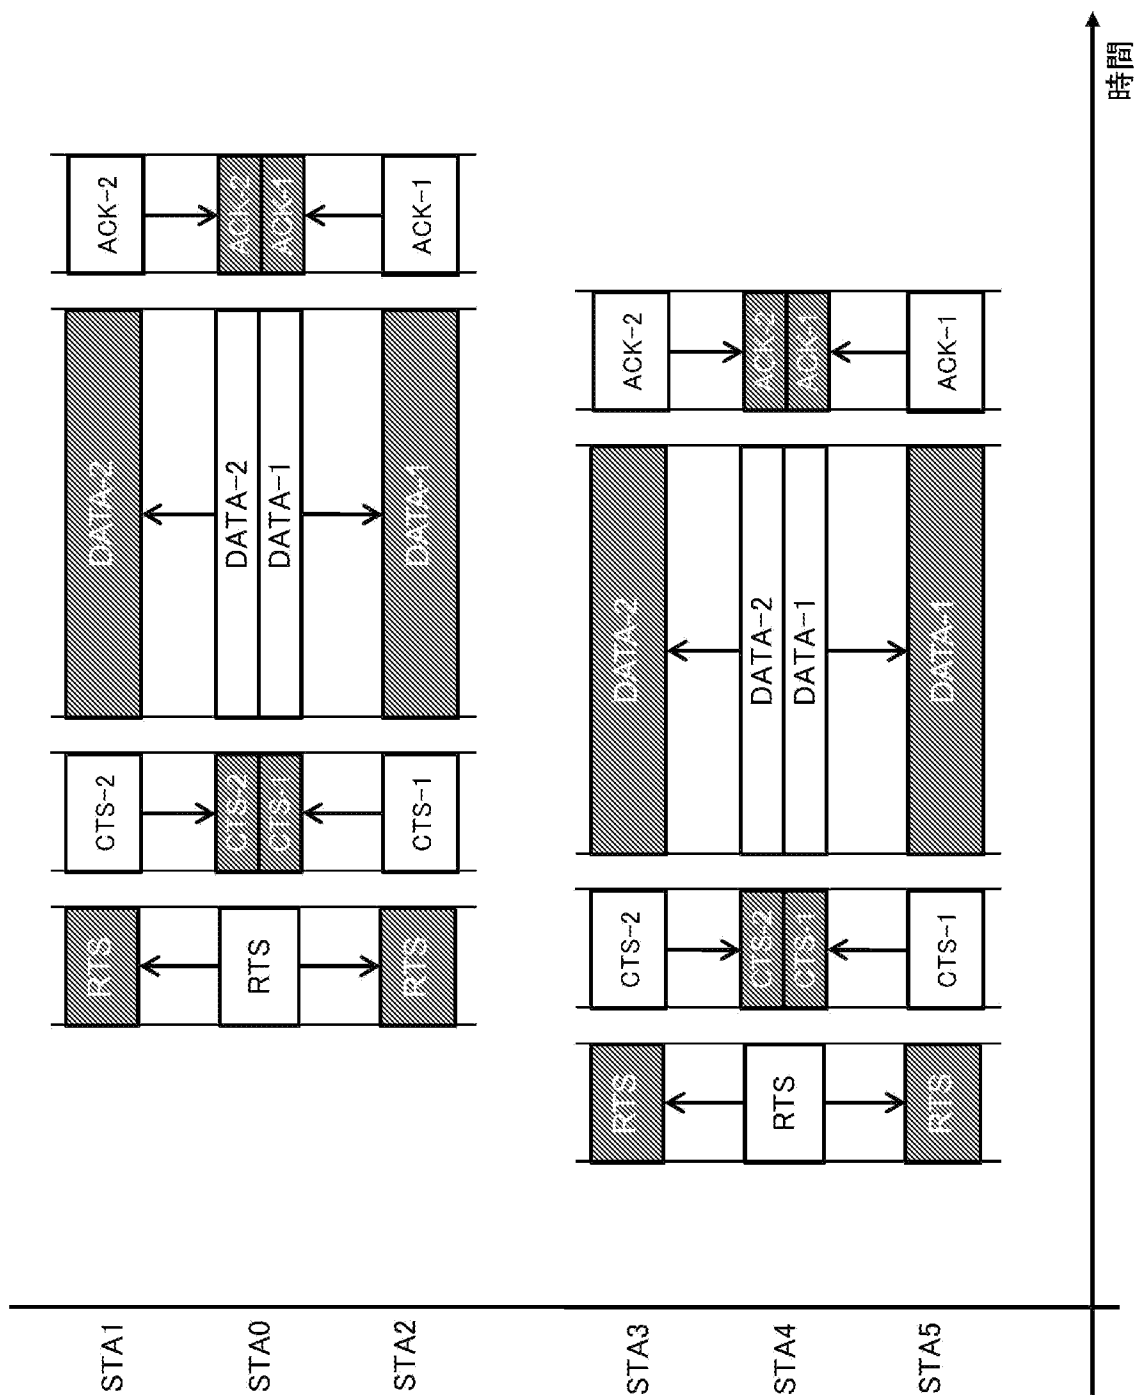 STA1
RTS
CTS-2
DATA-2
ACK-2
STA0
RTS
CTS-2
CTS-1
DATA-2
DATA-1
ACK-2
ACK-1
STA2
RTS
CTS-1
DATA-1
ACK-1
STA3
RTS
CTS-2
DATA-2
ACK-2
STA4
RTS
CTS-2
CTS-1
DATA-2
DATA-1
ACK-2
ACK-1
STA5
RTS
CTS-1
DATA-1
ACK-1
時間